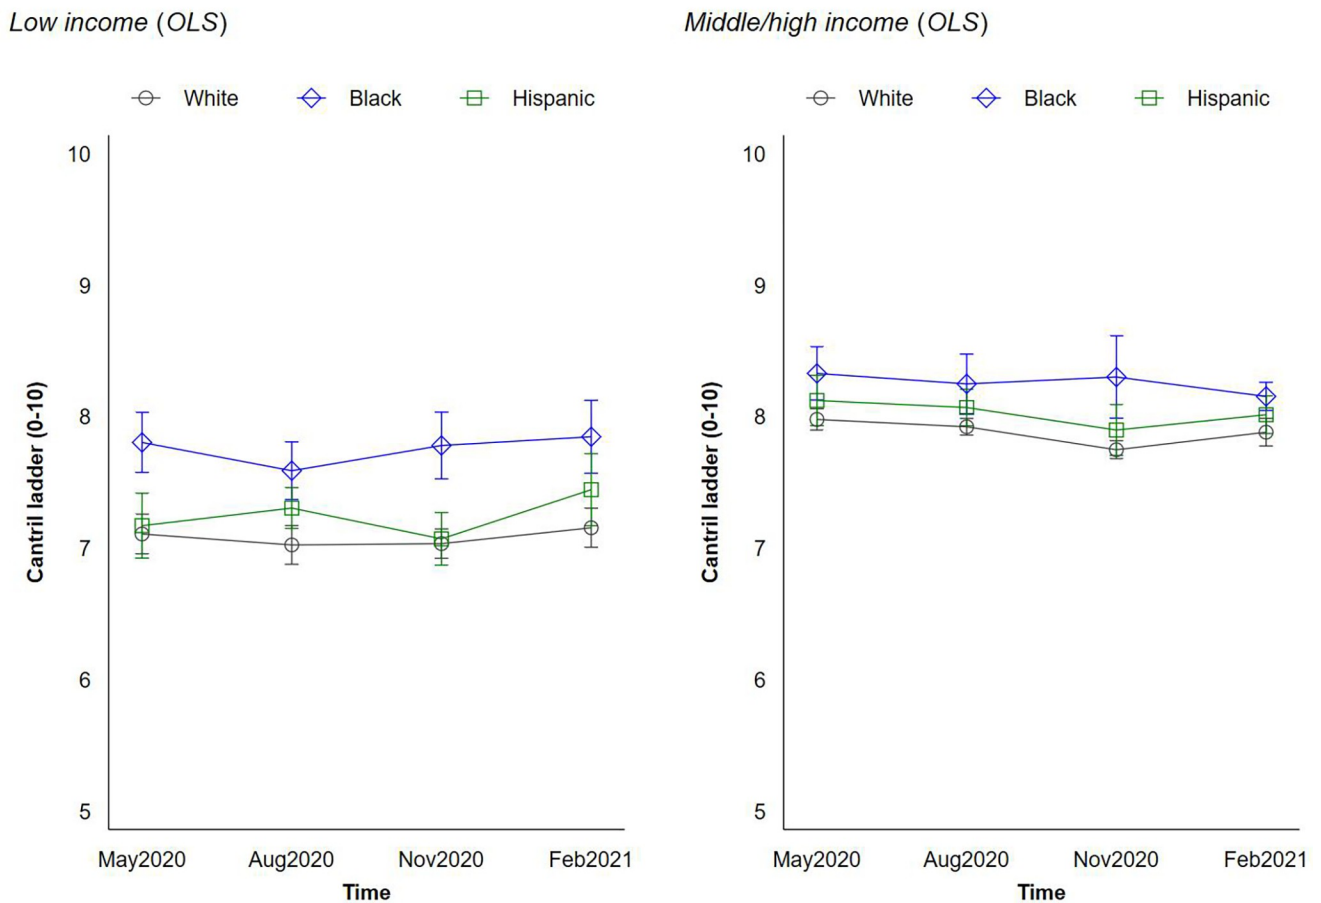 Low income (OLS)
White Black Hispanic
10
9
8
7
6
5
Cantril ladder (0-10)
May2020 Aug2020 Nov2020 Feb2021
Time
Middle/high income (OLS)
White Black Hispanic
10
9
8
7
6
5
Cantril ladder (0-10)
May2020 Aug2020 Nov2020 Feb2021
Time